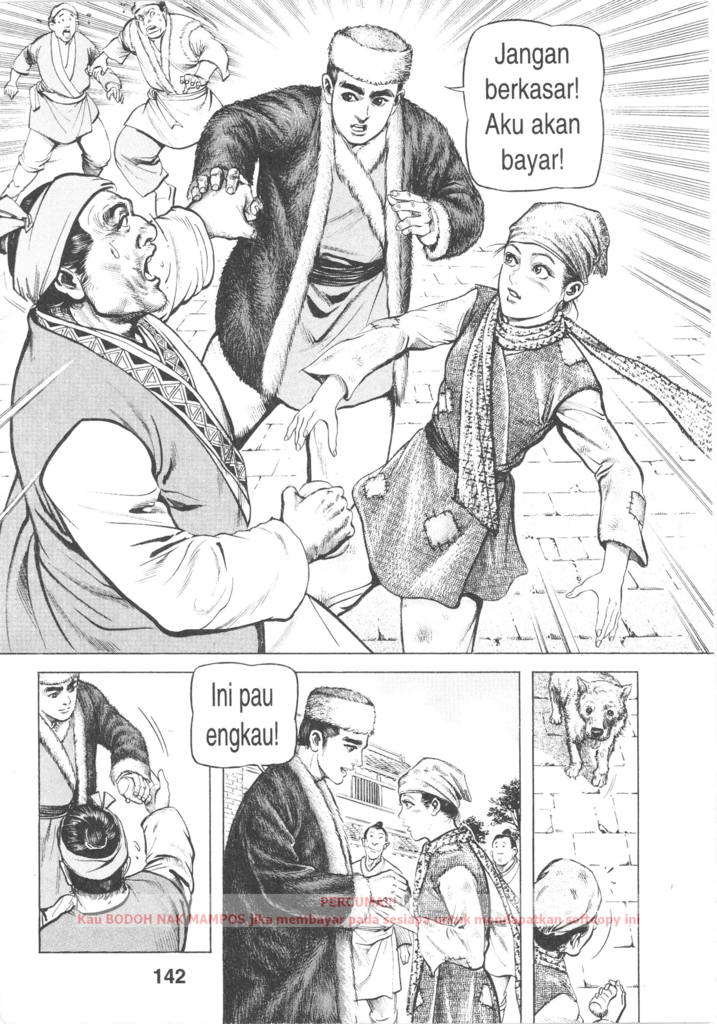 Jangan
berkasar!
Aku akan
bayar!
Ini pau
engkau!
PERCUMA!!!
Kau BODOH NAK MAMPOS jika membayar pada sesiapa untuk mendapatkan softcopy ini
142